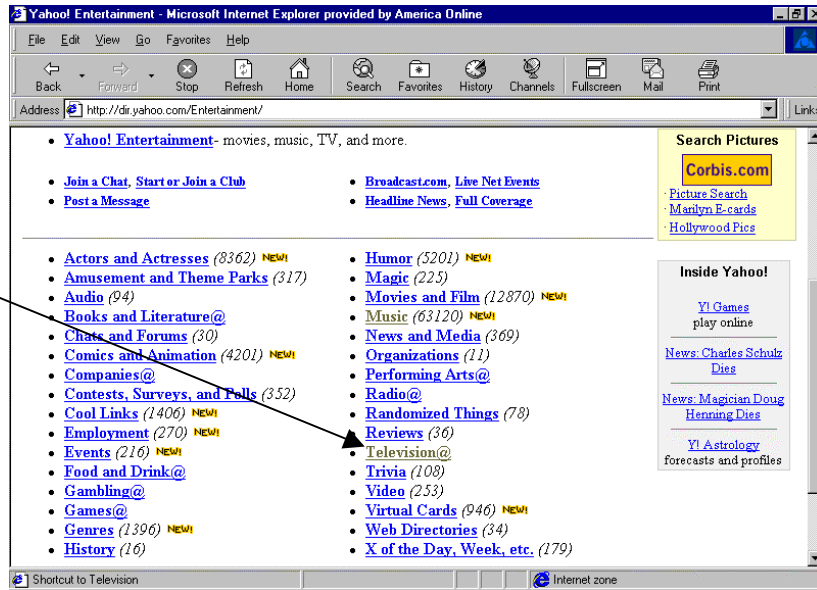 Yahoo! Entertainment - Microsoft Internet Explorer provided by America Online
File Edit View Go Favorites Help
Back Forward Stop Refresh Home Search Favorites History Channels Fullscreen Mail Print
Address http://dir.yahoo.com/Entertainment/ Links
• Yahoo! Entertainment- movies, music, TV, and more.
• Join a Chat, Start or Join a Club
• Post a Message
• Broadcast.com, Live Net Events
• Headline News, Full Coverage
• Actors and Actresses (8362) NEW!
• Amusement and Theme Parks (317)
• Audio (94)
• Books and Literature@
• Chats and Forums (30)
• Comics and Animation (4201) NEW!
• Companies@
• Contests, Surveys, and Polls (352)
• Cool Links (1406) NEW!
• Employment (270) NEW!
• Events (216) NEW!
• Food and Drink@
• Gambling@
• Games@
• Genres (1396) NEW!
• History (16)
• Humor (5201) NEW!
• Magic (225)
• Movies and Film (12870) NEW!
• Music (63120) NEW!
• News and Media (369)
• Organizations (11)
• Performing Arts@
• Radio@
• Randomized Things (78)
• Reviews (36)
• Television@
• Trivia (108)
• Video (253)
• Virtual Cards (946) NEW!
• Web Directories (34)
• X of the Day, Week, etc. (179)
Search Pictures
Corbis.com
· Picture Search
· Marilyn E-cards
· Hollywood Pics
Inside Yahoo!
Y! Games
play online
News: Charles Schulz
Dies
News: Magician Doug
Henning Dies
Y! Astrology
forecasts and profiles
Shortcut to Television Internet zone